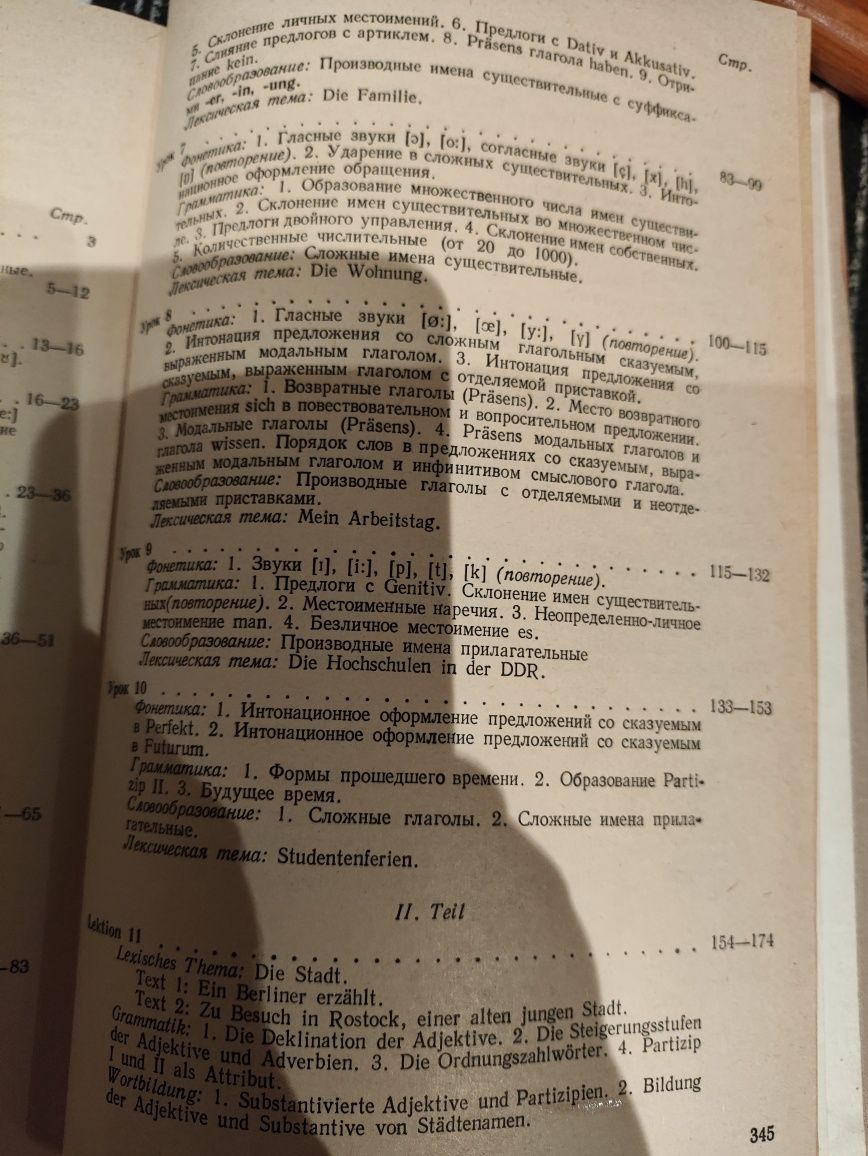 Стр.
3
ные.
5—12
13—16
ʊ].
16—23
e:]
ие
23—36
36—51
—65
—83
Стр.
5. Склонение личных местоимений. 6. Предлоги с Dativ и Akkusativ.
7. Слияние предлогов с артиклем. 8. Präsens глагола haben. 9. Отри-
цание kein.
Словообразование: Производные имена существительные с суффикса-
ми -er, -in, -ung.
Лексическая тема: Die Familie.
Урок 7 . . . 83—99
Фонетика: 1. Гласные звуки [ɔ], [o:], согласные звуки [ç], [x], [h],
(повторение). 2. Ударение в сложных существительных. 3. Инто-
национное оформление обращения.
Грамматика: 1. Образование множественного числа имен существи-
тельных. 2. Склонение имен существительных во множественном чис-
ле. 3. Предлоги двойного управления. 4. Склонение имен собственных.
5. Количественные числительные (от 20 до 1000).
Словообразование: Сложные имена существительные.
Лексическая тема: Die Wohnung.
Урок 8 . . . 100—115
Фонетика: 1. Гласные звуки [ø:], [œ], [y:], [ʏ] (повторение).
2. Интонация предложения со сложным глагольным сказуемым,
выраженным модальным глаголом. 3. Интонация предложения со
сказуемым, выраженным глаголом с отделяемой приставкой.
Грамматика: 1. Возвратные глаголы (Präsens). 2. Место возвратного
местоимения sich в повествовательном и вопросительном предложении.
3. Модальные глаголы (Präsens). 4. Präsens модальных глаголов и
глагола wissen. Порядок слов в предложениях со сказуемым, выра-
женным модальным глаголом и инфинитивом смыслового глагола.
Словообразование: Производные глаголы с отделяемыми и неотде-
ляемыми приставками.
Лексическая тема: Mein Arbeitstag.
Урок 9 . . . 115—132
Фонетика: 1. Звуки [ɪ], [i:], [p], [t], [k] (повторение).
Грамматика: 1. Предлоги с Genitiv. Склонение имен существитель-
ных(повторение). 2. Местоименные наречия. 3. Неопределенно-личное
местоимение man. 4. Безличное местоимение es.
Словообразование: Производные имена прилагательные
Лексическая тема: Die Hochschulen in der DDR.
Урок 10 . . . 133—153
Фонетика: 1. Интонационное оформление предложений со сказуемым
в Perfekt. 2. Интонационное оформление предложений со сказуемым
в Futurum.
Грамматика: 1. Формы прошедшего времени. 2. Образование Parti-
zip II. 3. Будущее время.
Словообразование: 1. Сложные глаголы. 2. Сложные имена прила-
гательные.
Лексическая тема: Studentenferien.
II. Teil
Lektion 11 . . . 154—174
Lexisches Thema: Die Stadt.
Text 1: Ein Berliner erzählt.
Text 2: Zu Besuch in Rostock, einer alten jungen Stadt.
Grammatik: 1. Die Deklination der Adjektive. 2. Die Steigerungsstufen
der Adjektive und Adverbien. 3. Die Ordnungszahlwörter. 4. Partizip
I und II als Attribut.
Wortbildung: 1. Substantivierte Adjektive und Partizipien. 2. Bildung
der Adjektive und Substantive von Städtenamen.
345